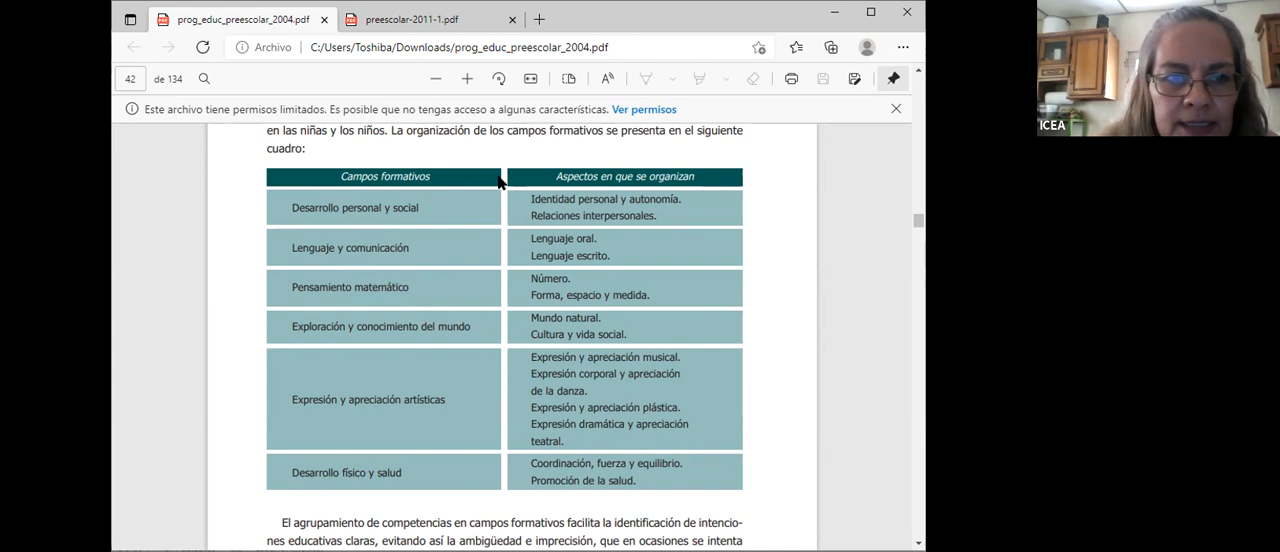 prog_educ_preescolar_2004.pdf
preescolar-2011-1.pdf
Archivo
C:/Users/Toshiba/Downloads/prog_educ_preescolar_2004.pdf
42 de 134
Este archivo tiene permisos limitados. Es posible que no tengas acceso a algunas características. Ver permisos
en las niñas y los niños. La organización de los campos formativos se presenta en el siguiente
cuadro:
Campos formativos
Aspectos en que se organizan
Desarrollo personal y social
Identidad personal y autonomía.
Relaciones interpersonales.
Lenguaje y comunicación
Lenguaje oral.
Lenguaje escrito.
Pensamiento matemático
Número.
Forma, espacio y medida.
Exploración y conocimiento del mundo
Mundo natural.
Cultura y vida social.
Expresión y apreciación artísticas
Expresión y apreciación musical.
Expresión corporal y apreciación
de la danza.
Expresión y apreciación plástica.
Expresión dramática y apreciación
teatral.
Desarrollo físico y salud
Coordinación, fuerza y equilibrio.
Promoción de la salud.
El agrupamiento de competencias en campos formativos facilita la identificación de intencio-
nes educativas claras, evitando así la ambigüedad e imprecisión, que en ocasiones se intenta
ICEA